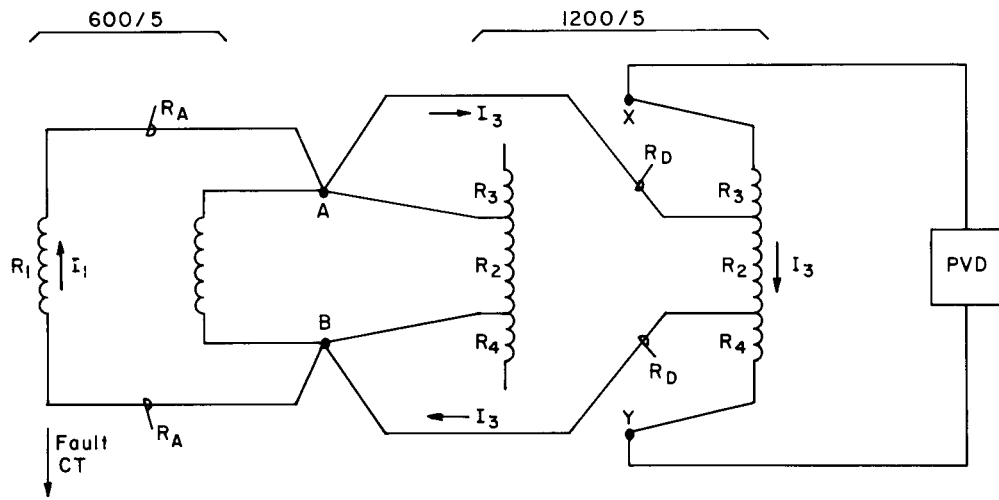 600/5
1200/5
R_A
I_3
X
R_D
A
R_3
R_3
R_1
I_1
R_2
R_2
I_3
PVD
B
R_4
R_4
R_D
I_3
Y
R_A
Fault
CT